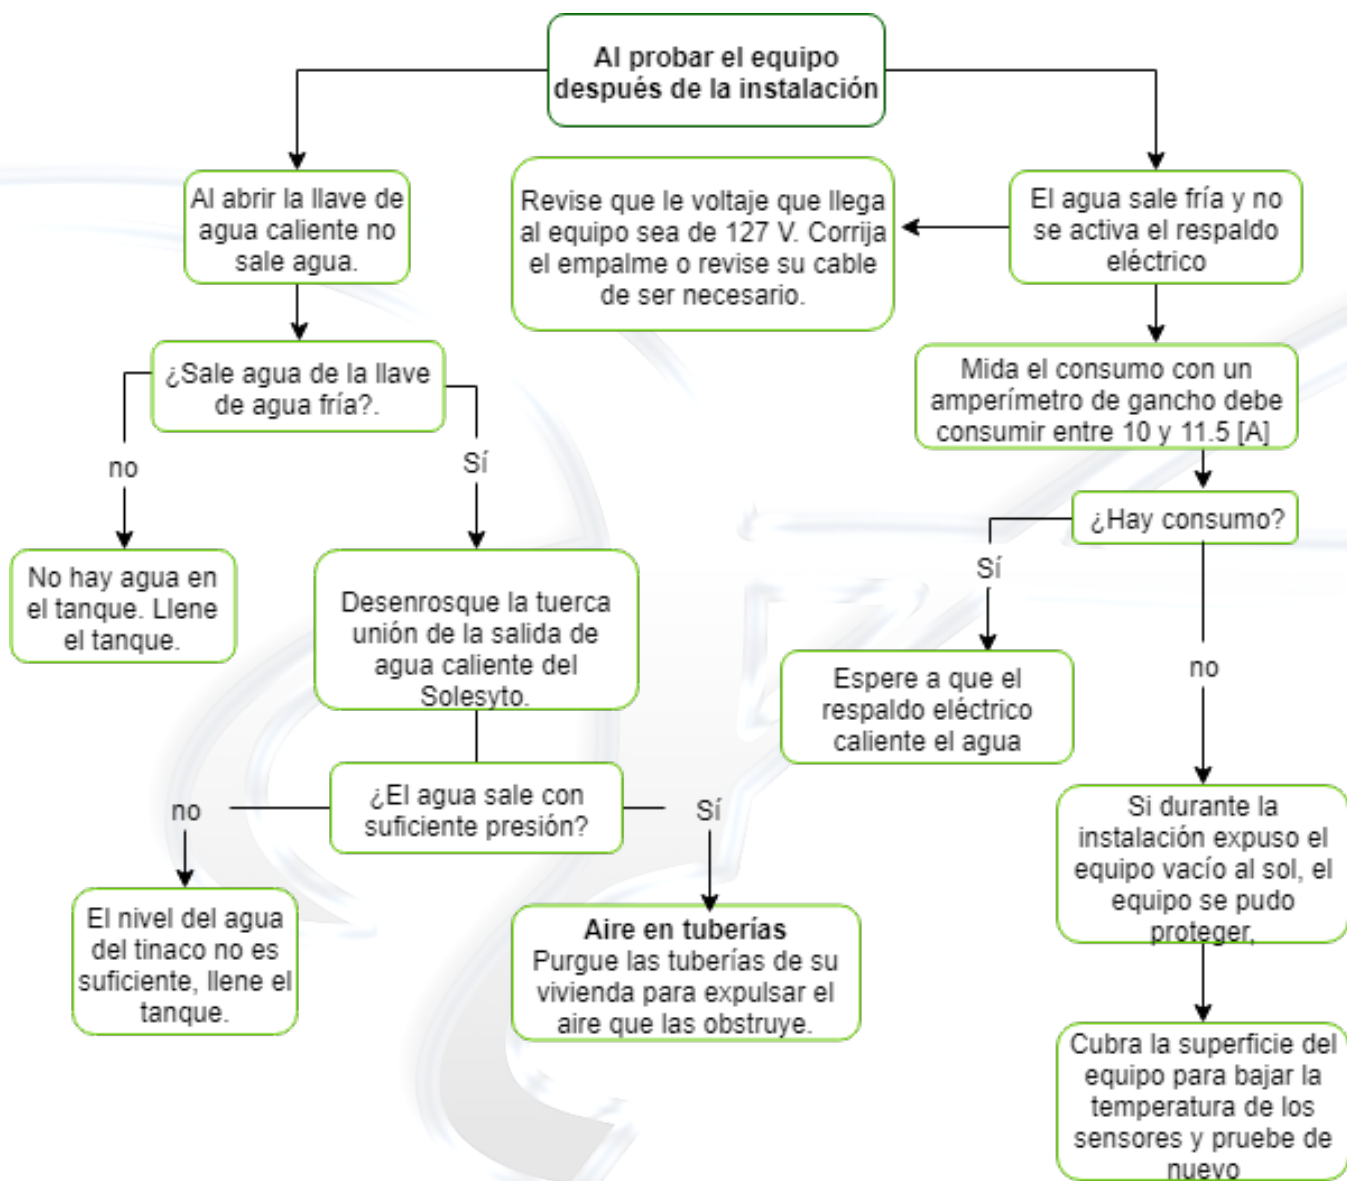 Al probar el equipo
después de la instalación
Al abrir la llave de
agua caliente no
sale agua.
Revise que le voltaje que llega
al equipo sea de 127 V. Corrija
el empalme o revise su cable
de ser necesario.
El agua sale fría y no
se activa el respaldo
eléctrico
¿Sale agua de la llave
de agua fría?.
Mida el consumo con un
amperímetro de gancho debe
consumir entre 10 y 11.5 [A]
no
Sí
¿Hay consumo?
Sí
no
No hay agua en
el tanque. Llene
el tanque.
Desenrosque la tuerca
unión de la salida de
agua caliente del
Solesyto.
Espere a que el
respaldo eléctrico
caliente el agua
¿El agua sale con
suficiente presión?
no
Sí
Si durante la
instalación expuso el
equipo vacío al sol, el
equipo se pudo
proteger,
El nivel del agua
del tinaco no es
suficiente, llene el
tanque.
Aire en tuberías
Purgue las tuberías de su
vivienda para expulsar el
aire que las obstruye.
Cubra la superficie del
equipo para bajar la
temperatura de los
sensores y pruebe de
nuevo